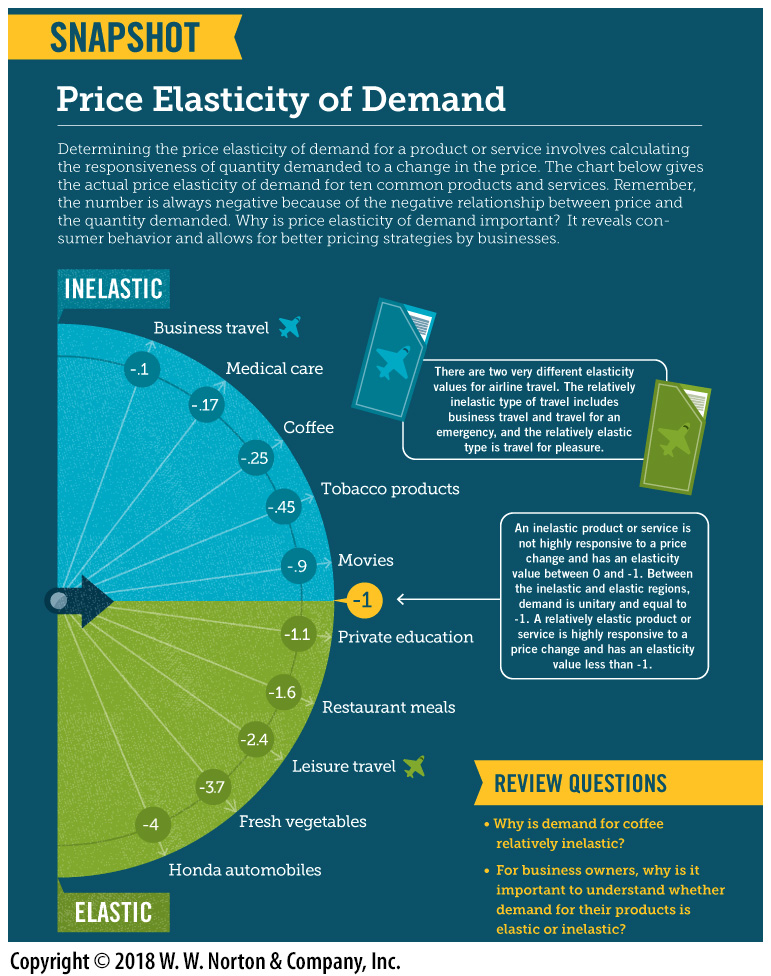 SNAPSHOT
Price Elasticity of Demand
Determining the price elasticity of demand for a product or service involves calculating
the responsiveness of quantity demanded to a change in the price. The chart below gives
the actual price elasticity of demand for ten common products and services. Remember,
the number is always negative because of the negative relationship between price and
the quantity demanded. Why is price elasticity of demand important? It reveals con-
sumer behavior and allows for better pricing strategies by businesses.
INELASTIC
Business travel
-.1
Medical care
-.17
Coffee
-.25
Tobacco products
-.45
Movies
-.9
-1
Private education
-1.1
Restaurant meals
-1.6
Leisure travel
-2.4
Fresh vegetables
-3.7
Honda automobiles
-4
ELASTIC
There are two very different elasticity
values for airline travel. The relatively
inelastic type of travel includes
business travel and travel for an
emergency, and the relatively elastic
type is travel for pleasure.
An inelastic product or service is
not highly responsive to a price
change and has an elasticity
value between 0 and -1. Between
the inelastic and elastic regions,
demand is unitary and equal to
-1. A relatively elastic product or
service is highly responsive to a
price change and has an elasticity
value less than -1.
REVIEW QUESTIONS
• Why is demand for coffee
relatively inelastic?
• For business owners, why is it
important to understand whether
demand for their products is
elastic or inelastic?
Copyright © 2018 W. W. Norton & Company, Inc.